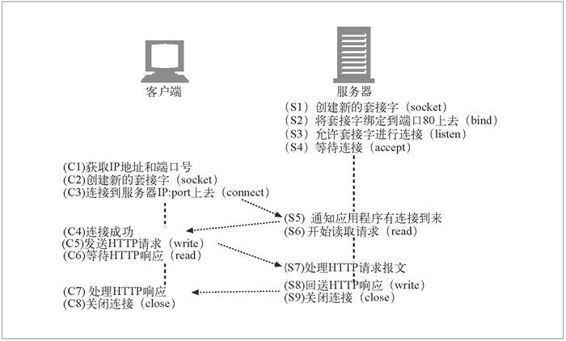 客户端
服务器
(S1) 创建新的套接字(socket)
(S2) 将套接字绑定到端口80上去(bind)
(S3) 允许套接字进行连接(listen)
(S4) 等待连接(accept)
(C1)获取IP地址和端口号
(C2)创建新的套接字(socket)
(C3)连接到服务器IP:port上去(connect)
(S5) 通知应用程序有连接到来
(S6) 开始读取请求(read)
(C4)连接成功
(C5)发送HTTP请求(write)
(C6)等待HTTP响应(read)
(S7)处理HTTP请求报文
(S8)回送HTTP响应(write)
(S9)关闭连接(close)
(C7) 处理HTTP响应
(C8)关闭连接(close)